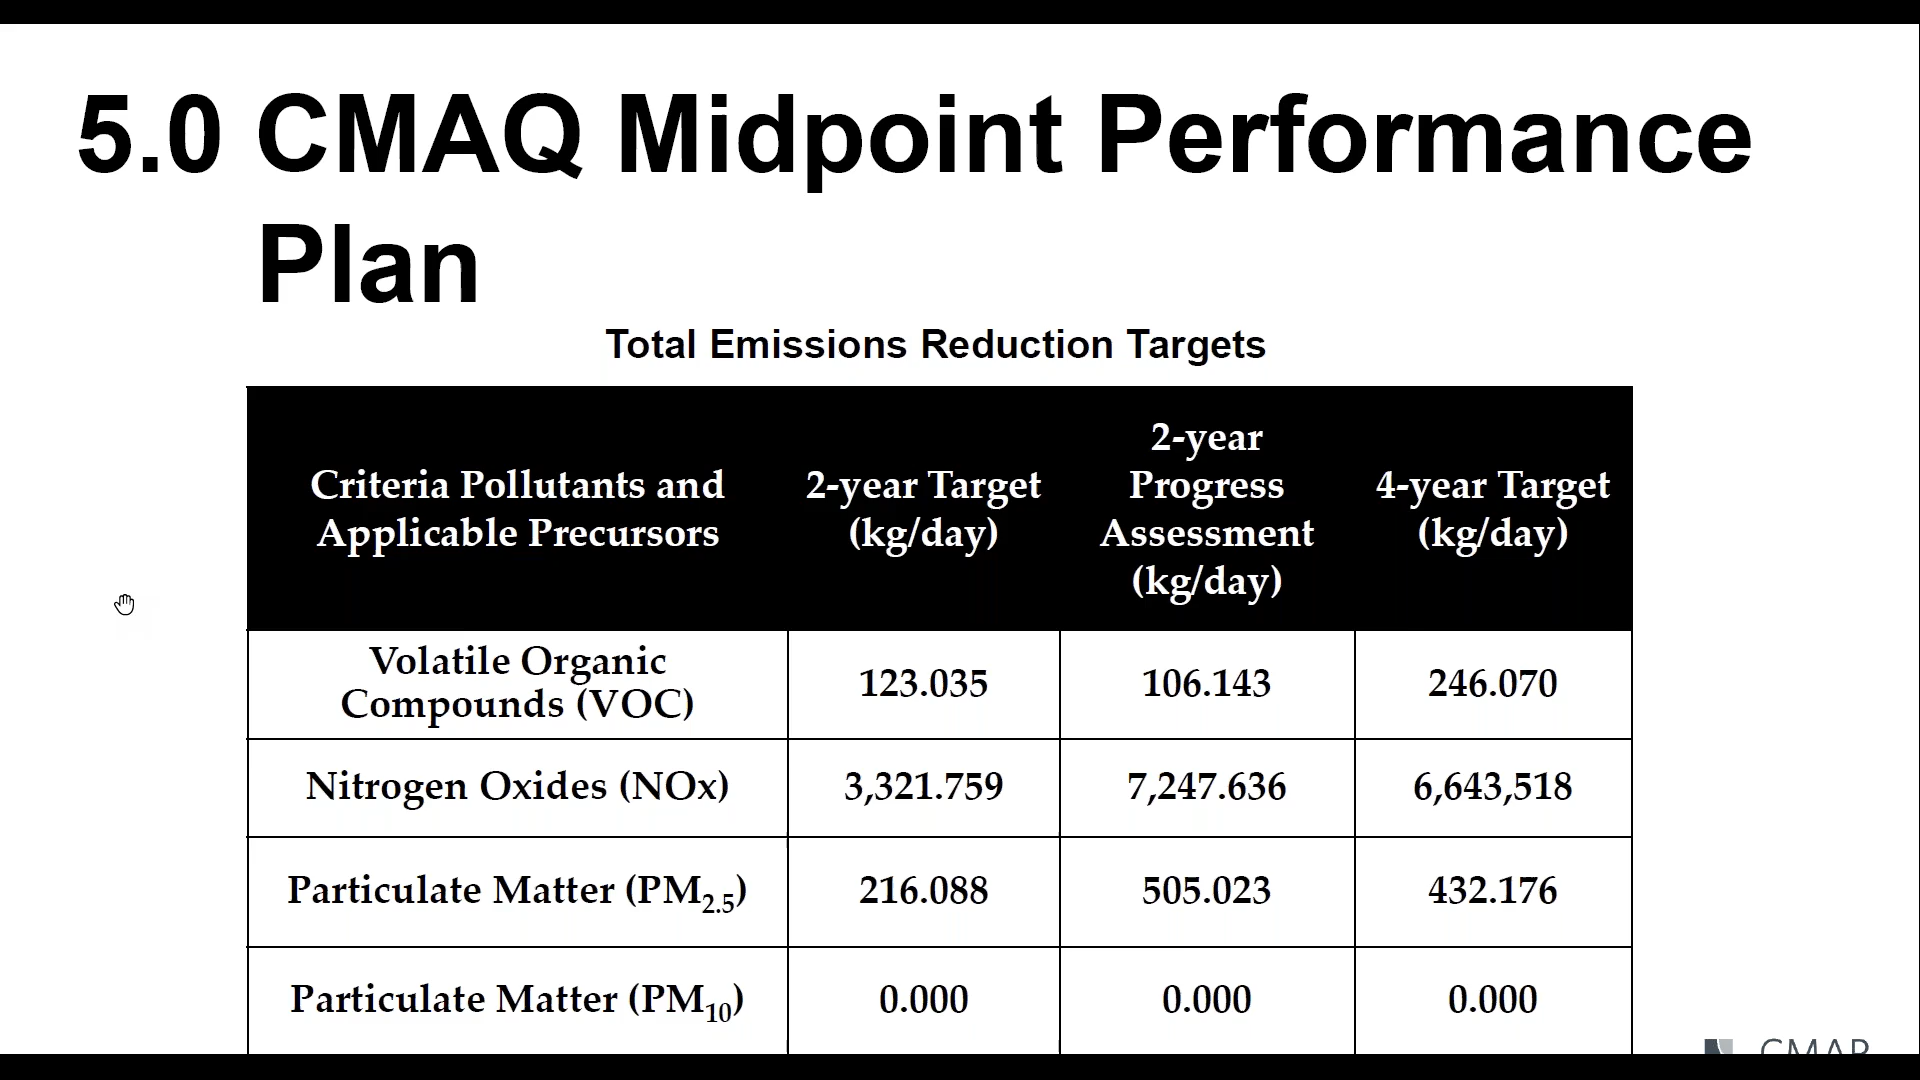 5.0 CMAQ Midpoint Performance
Plan
Total Emissions Reduction Targets
Criteria Pollutants and
Applicable Precursors
2-year Target
(kg/day)
2-year
Progress
Assessment
(kg/day)
4-year Target
(kg/day)
Volatile Organic
Compounds (VOC)
123.035
106.143
246.070
Nitrogen Oxides (NOx)
3,321.759
7,247.636
6,643,518
Particulate Matter (PM2.5)
216.088
505.023
432.176
Particulate Matter (PM10)
0.000
0.000
0.000
CMAP